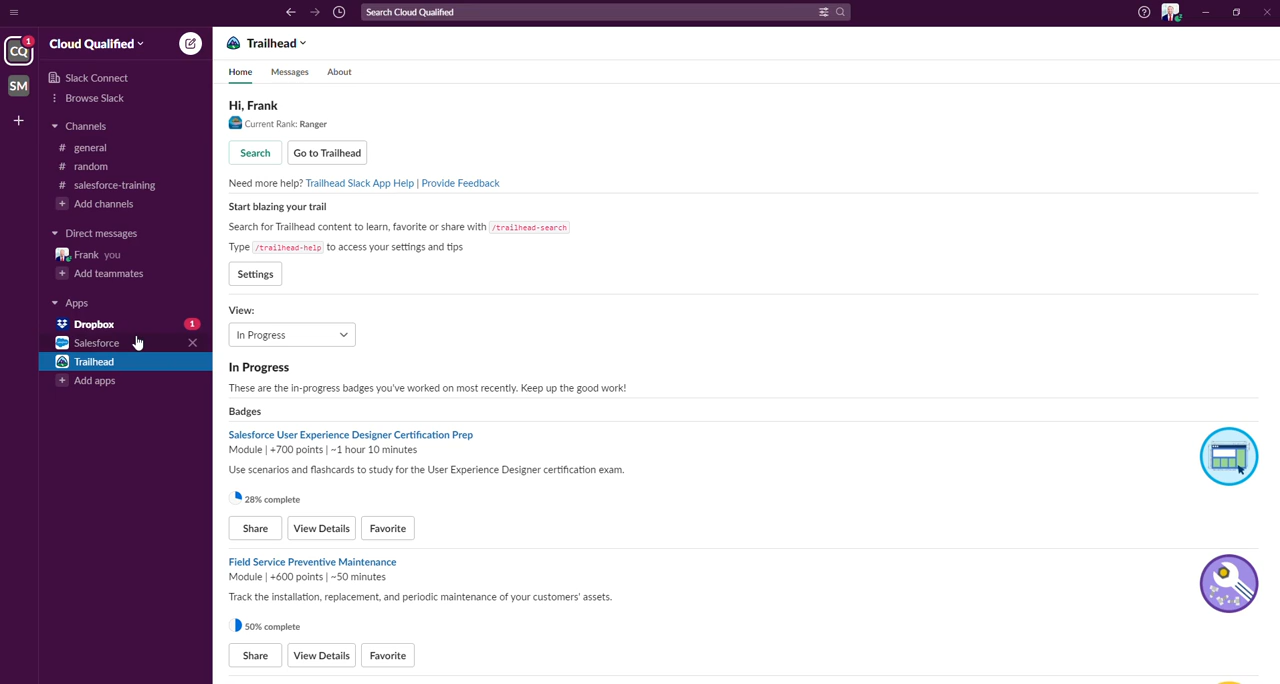 Search Cloud Qualified
CQ
1
SM
Cloud Qualified
Slack Connect
Browse Slack
Channels
# general
# random
# salesforce-training
+ Add channels
Direct messages
Frank you
+ Add teammates
Apps
Dropbox 1
Salesforce
Trailhead
+ Add apps
Trailhead
Home Messages About
Hi, Frank
Current Rank: Ranger
Search Go to Trailhead
Need more help? Trailhead Slack App Help | Provide Feedback
Start blazing your trail
Search for Trailhead content to learn, favorite or share with /trailhead-search
Type /trailhead-help to access your settings and tips
Settings
View:
In Progress
In Progress
These are the in-progress badges you've worked on most recently. Keep up the good work!
Badges
Salesforce User Experience Designer Certification Prep
Module | +700 points | ~1 hour 10 minutes
Use scenarios and flashcards to study for the User Experience Designer certification exam.
28% complete
Share View Details Favorite
Field Service Preventive Maintenance
Module | +600 points | ~50 minutes
Track the installation, replacement, and periodic maintenance of your customers' assets.
50% complete
Share View Details Favorite